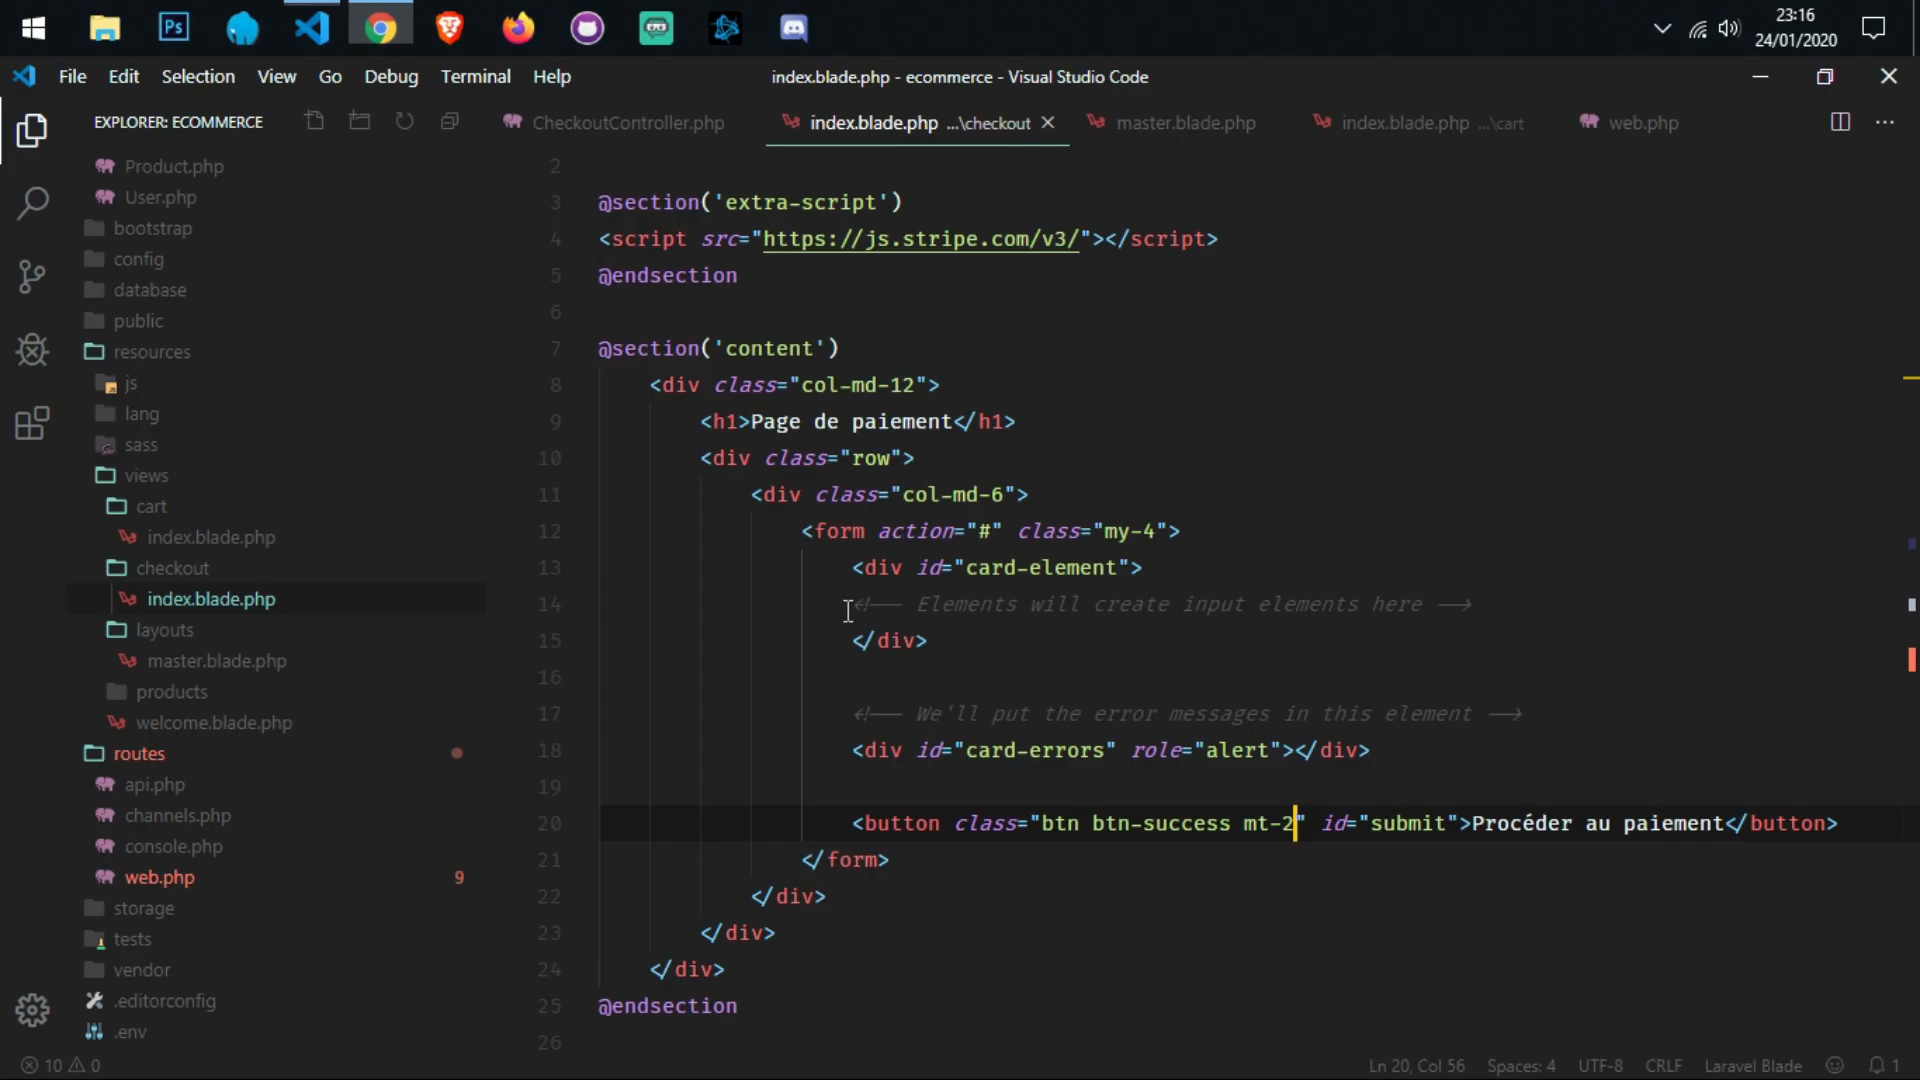 Ps
23:16
24/01/2020
File Edit Selection View Go Debug Terminal Help
index.blade.php - ecommerce - Visual Studio Code
EXPLORER: ECOMMERCE
CheckoutController.php
index.blade.php ...\checkout
master.blade.php
index.blade.php ...\cart
web.php
Product.php
User.php
bootstrap
config
database
public
resources
js
lang
sass
views
cart
index.blade.php
checkout
index.blade.php
layouts
master.blade.php
products
welcome.blade.php
routes
api.php
channels.php
console.php
web.php 9
storage
tests
vendor
.editorconfig
.env
2
3 @section('extra-script')
4 <script src="https://js.stripe.com/v3/"></script>
5 @endsection
6
7 @section('content')
8 <div class="col-md-12">
9 <h1>Page de paiement</h1>
10 <div class="row">
11 <div class="col-md-6">
12 <form action="#" class="my-4">
13 <div id="card-element">
14 <!-- Elements will create input elements here -->
15 </div>
16
17 <!-- We'll put the error messages in this element -->
18 <div id="card-errors" role="alert"></div>
19
20 <button class="btn btn-success mt-2" id="submit">Procéder au paiement</button>
21 </form>
22 </div>
23 </div>
24 </div>
25 @endsection
26
10 0
Ln 20, Col 56 Spaces: 4 UTF-8 CRLF Laravel Blade 1